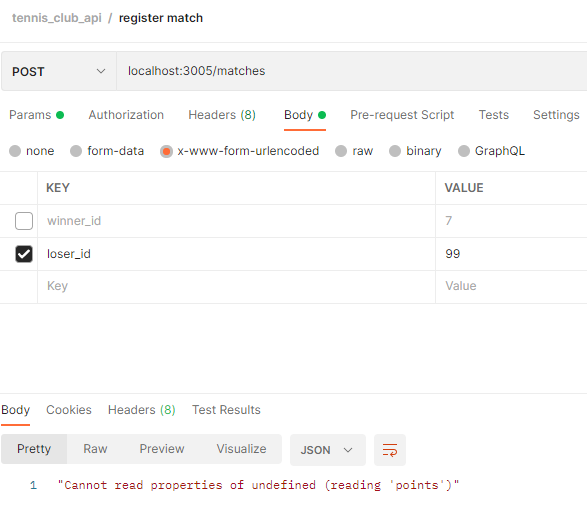 tennis_club_api / register match
POST localhost:3005/matches
Params Authorization Headers (8) Body Pre-request Script Tests Settings
none form-data x-www-form-urlencoded raw binary GraphQL
KEY VALUE
winner_id 7
loser_id 99
Key Value
Body Cookies Headers (8) Test Results
Pretty Raw Preview Visualize JSON
1 "Cannot read properties of undefined (reading 'points')"